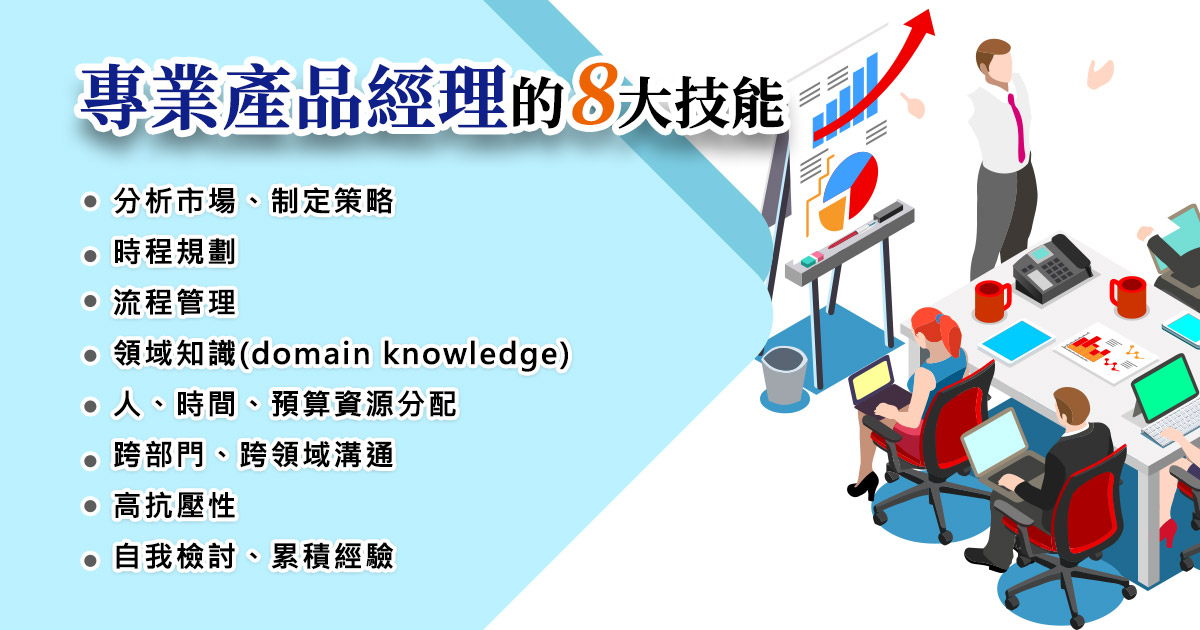 專業產品經理的8大技能
分析市場、制定策略
時程規劃
流程管理
領域知識(domain knowledge)
人、時間、預算資源分配
跨部門、跨領域溝通
高抗壓性
自我檢討、累積經驗